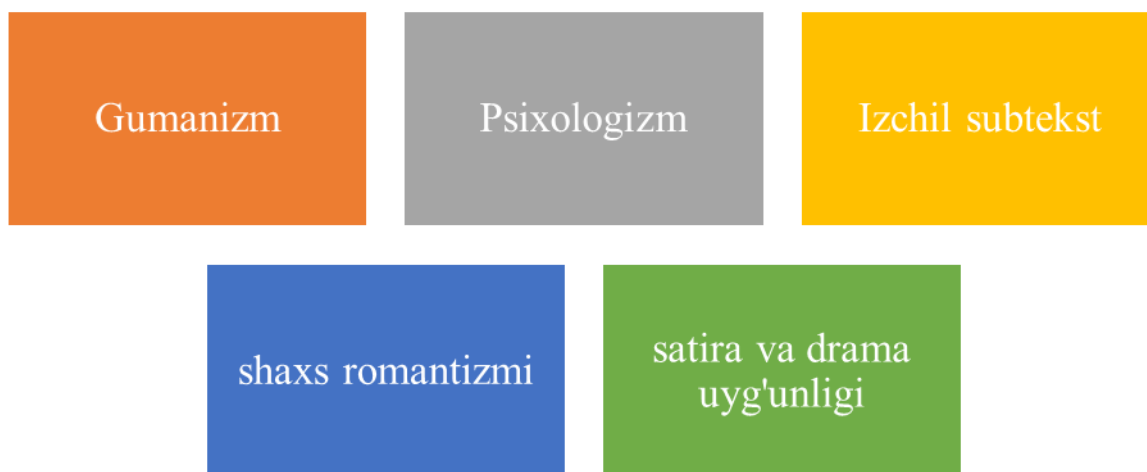 Gumanizm
Psixologizm
Izchil subtekst
shaxs romantizmi
satira va drama
uyg'unligi